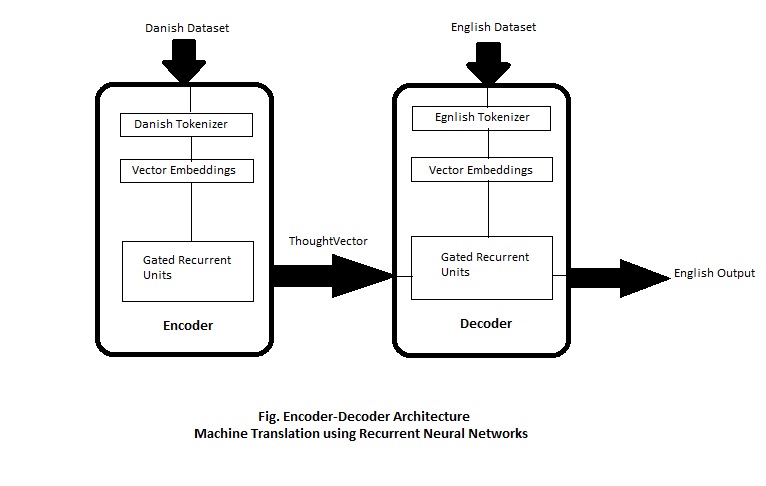 Danish Dataset
English Dataset
Danish Tokenizer
Egnlish Tokenizer
Vector Embeddings
Vector Embeddings
ThoughtVector
Gated Recurrent
Units
Gated Recurrent
Units
English Output
Encoder
Decoder
Fig. Encoder-Decoder Architecture
Machine Translation using Recurrent Neural Networks